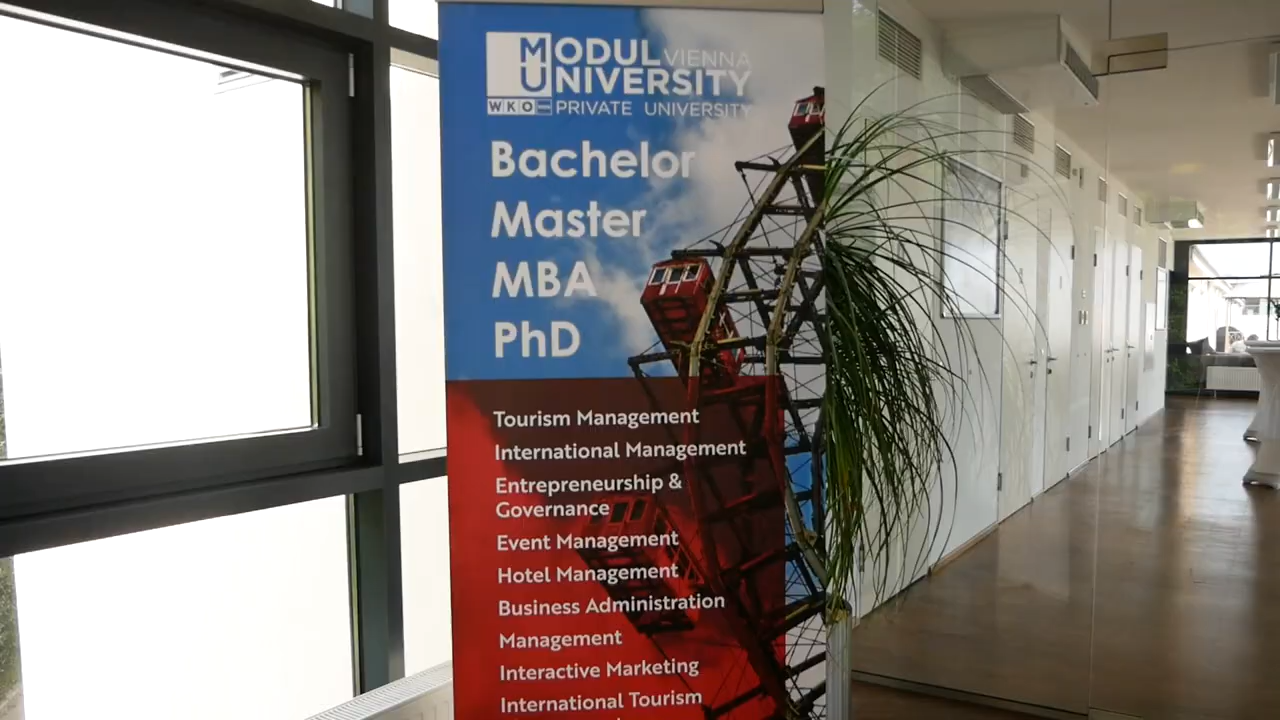 MODUL VIENNA
UNIVERSITY
WKO PRIVATE UNIVERSITY
Bachelor
Master
MBA
PhD
Tourism Management
International Management
Entrepreneurship &
Governance
Event Management
Hotel Management
Business Administration
Management
Interactive Marketing
International Tourism